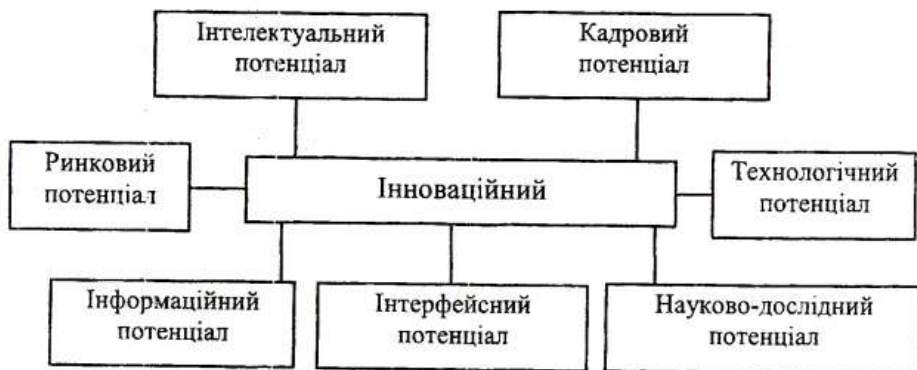 Інтелектуальний
потенціал
Кадровий
потенціал
Ринковий
потенціал
Інноваційний
Технологічний
потенціал
Інформаційний
потенціал
Інтерфейсний
потенціал
Науково-дослідний
потенціал